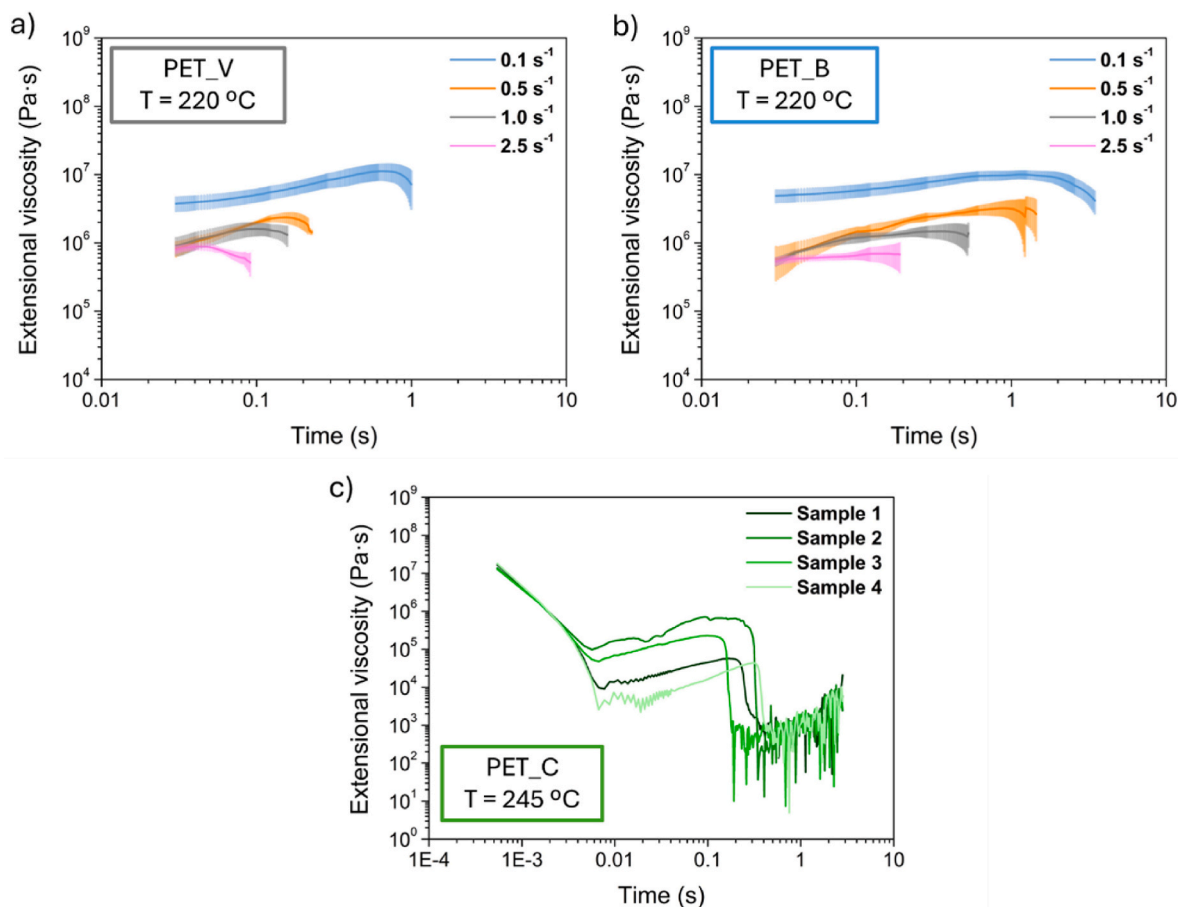 a)
Extensional viscosity (Pa·s)
10⁹
10⁸
10⁷
10⁶
10⁵
10⁴
PET_V
T = 220 ºC
0.1 s⁻¹
0.5 s⁻¹
1.0 s⁻¹
2.5 s⁻¹
0.01
0.1
1
10
Time (s)
b)
Extensional viscosity (Pa·s)
10⁹
10⁸
10⁷
10⁶
10⁵
10⁴
PET_B
T = 220 ºC
0.1 s⁻¹
0.5 s⁻¹
1.0 s⁻¹
2.5 s⁻¹
0.01
0.1
1
10
Time (s)
c)
Extensional viscosity (Pa·s)
10⁹
10⁸
10⁷
10⁶
10⁵
10⁴
10³
10²
10¹
10⁰
Sample 1
Sample 2
Sample 3
Sample 4
PET_C
T = 245 ºC
1E-4
1E-3
0.01
0.1
1
10
Time (s)